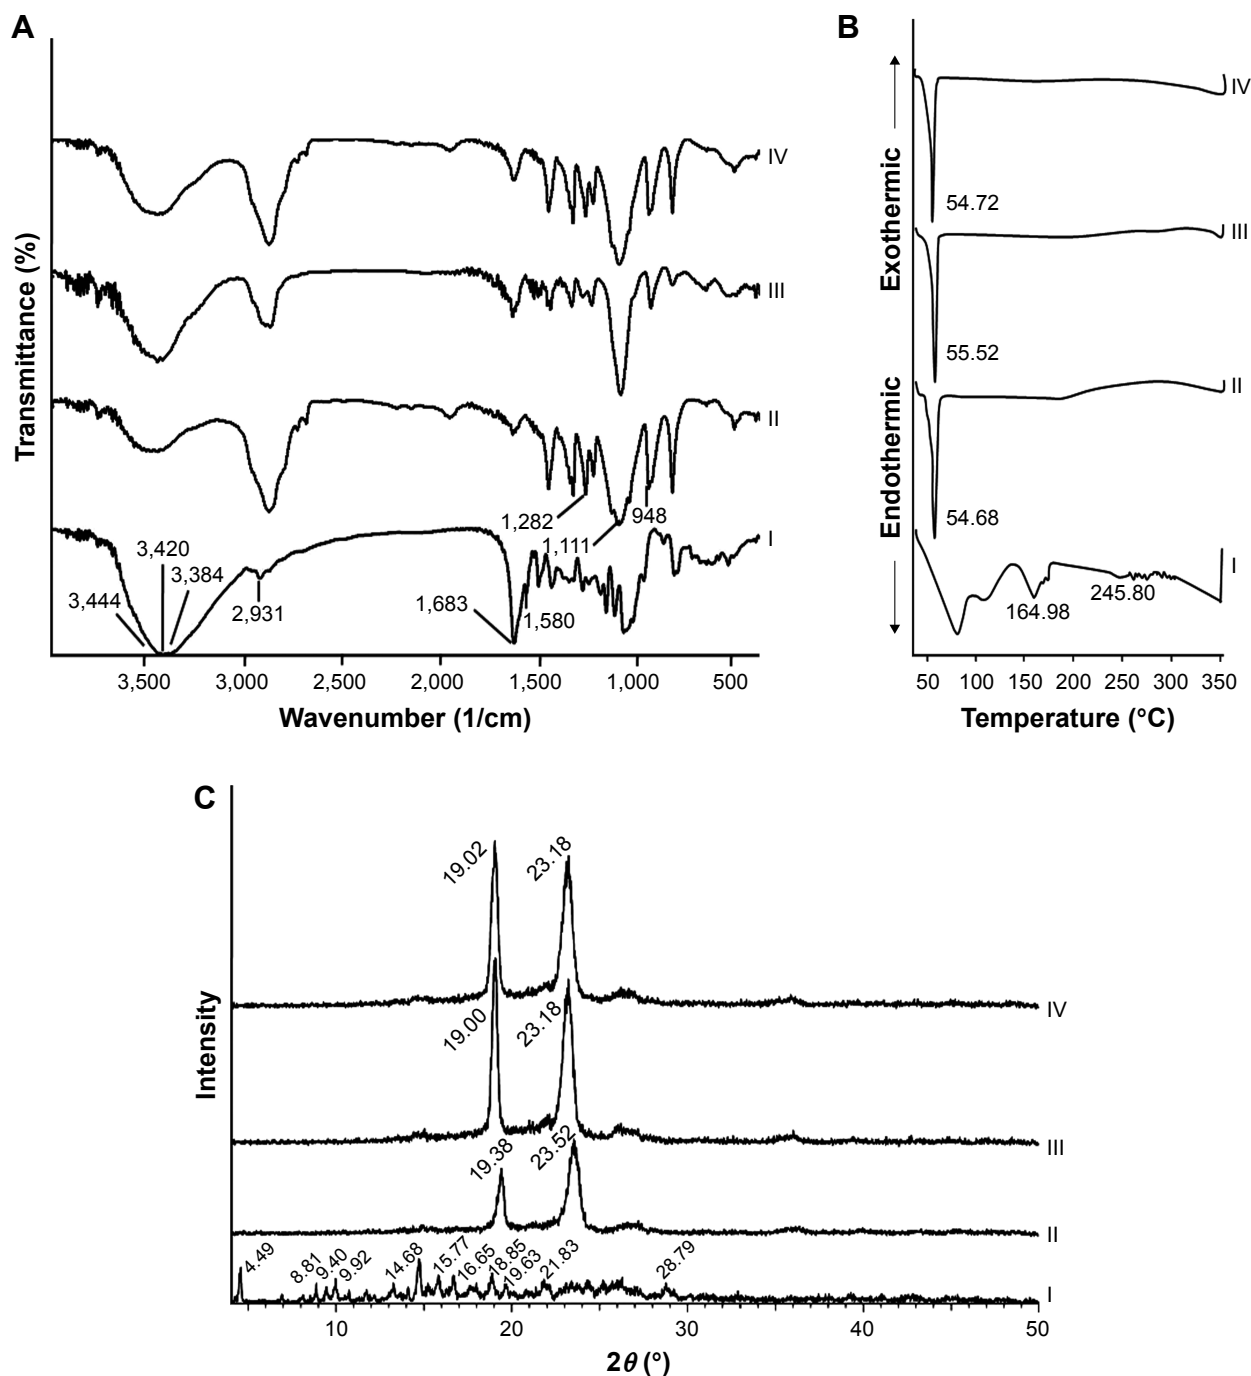 A
Transmittance (%)
IV
III
II
I
1,282
1,111
948
3,420
3,444
3,384
2,931
1,683
1,580
3,500 3,000 2,500 2,000 1,500 1,000 500
Wavenumber (1/cm)
B
Exothermic
Endothermic
IV
54.72
III
55.52
II
54.68
I
164.98
245.80
50 100 150 200 250 300 350
Temperature (°C)
C
Intensity
19.02
23.18
IV
19.00
23.18
III
19.38
23.52
II
4.49
8.81
9.40
9.92
14.68
15.77
16.65
18.85
19.63
21.83
28.79
I
10 20 30 40 50
2θ (°)